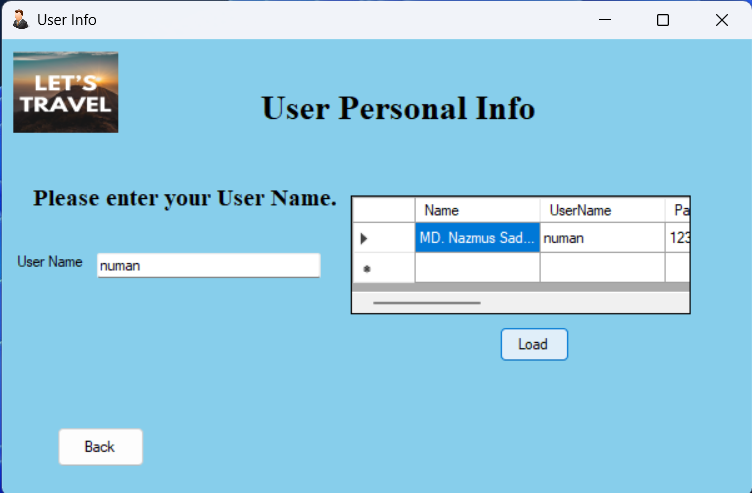 User Info
LET'S
TRAVEL
User Personal Info
Please enter your User Name.
Name UserName Pa
MD. Nazmus Sad... numan 123
User Name numan
Load
Back